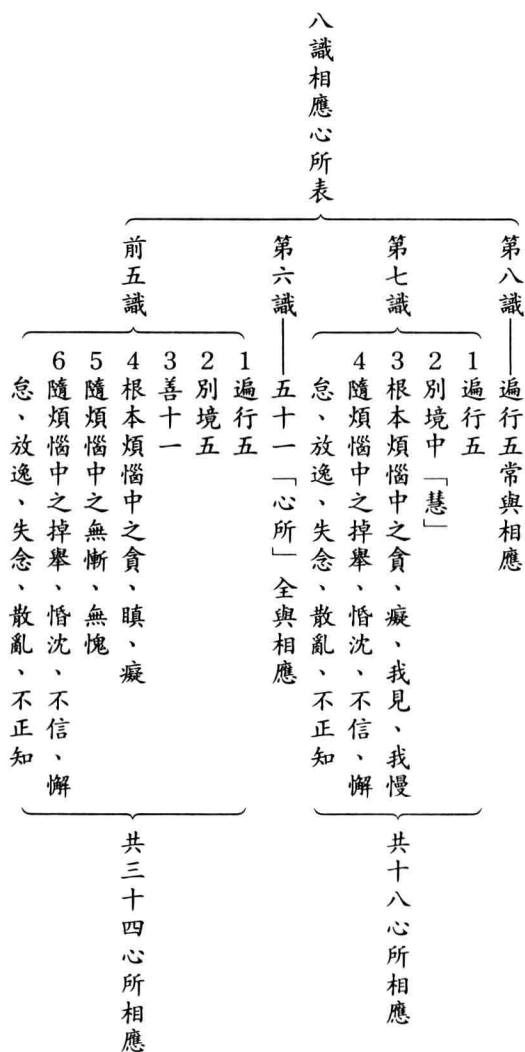 八識相應心所表
第八識——遍行五常與相應
第七識
1遍行五
2別境中「慧」
3根本煩惱中之貪、癡、我見、我慢
4隨煩惱中之掉舉、惛沈、不信、懈
怠、放逸、失念、散亂、不正知
共十八心所相應
第六識——五十一「心所」全與相應
前五識
1遍行五
2別境五
3善十一
4根本煩惱中之貪、瞋、癡
5隨煩惱中之無慚、無愧
6隨煩惱中之掉舉、惛沈、不信、懈
怠、放逸、失念、散亂、不正知
共三十四心所相應